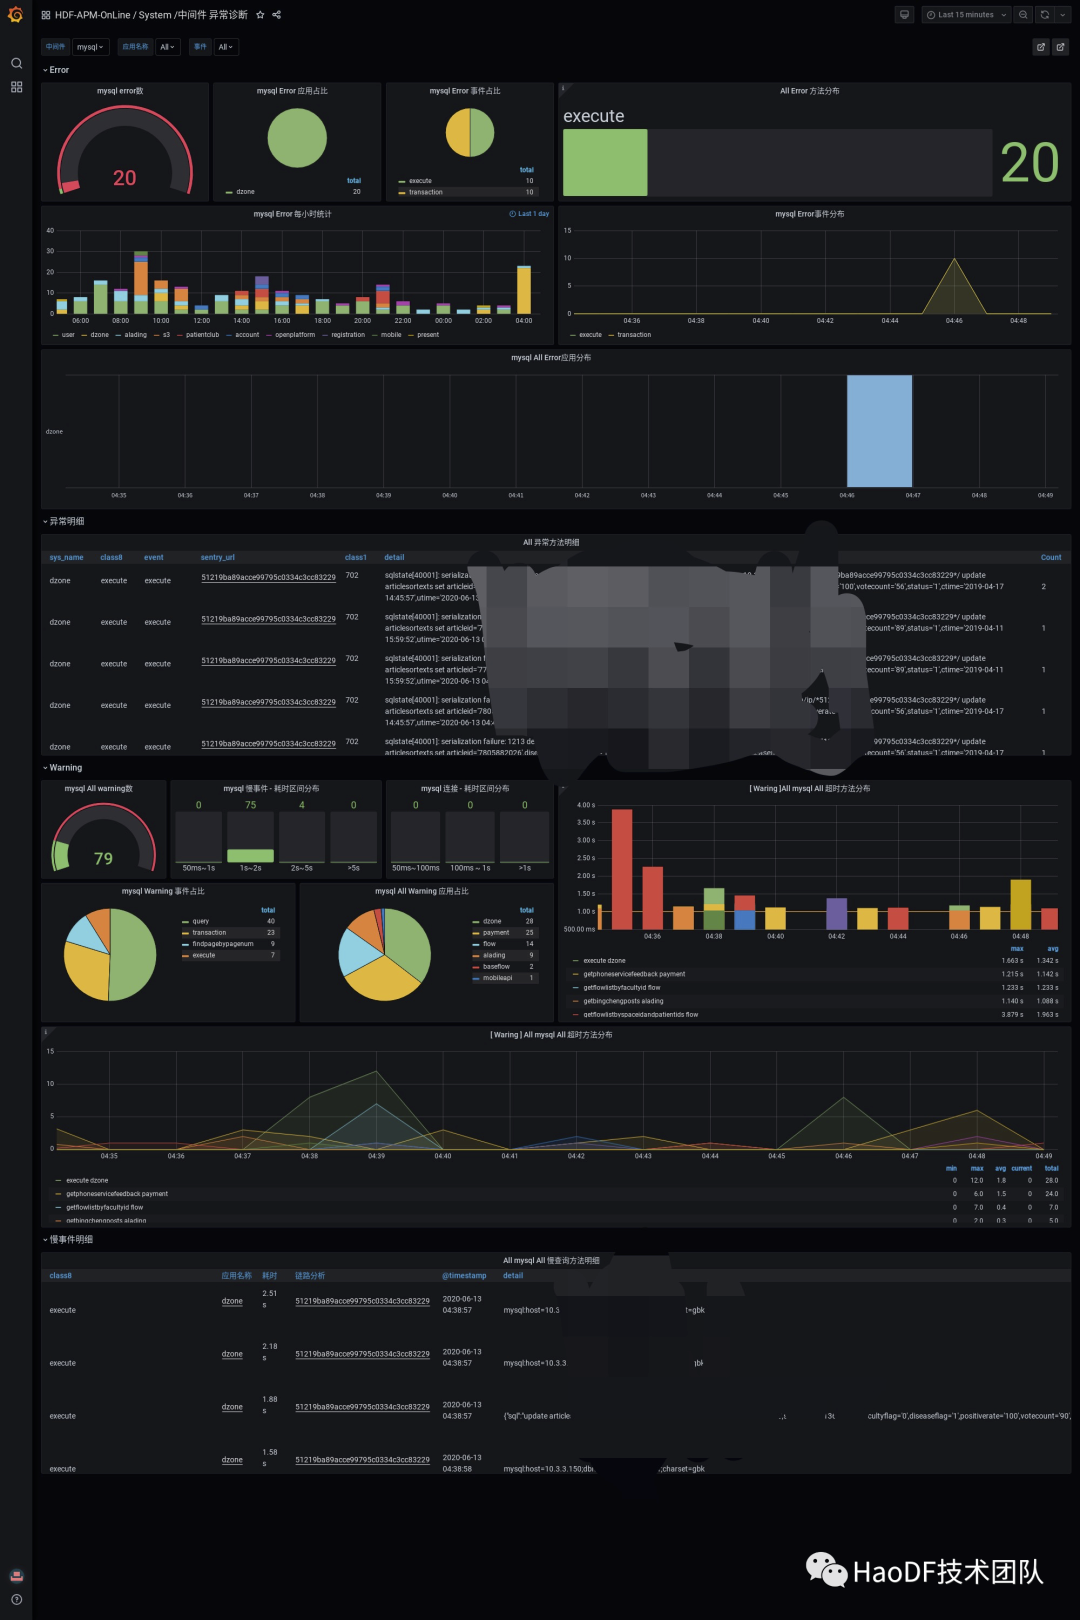 HDF-APM-OnLine / System /中间件 异常诊断
Last 15 minutes
中间件 mysql 应用名称 All 事件 All
Error
mysql error数
20
mysql Error 应用占比
total
dzone 20
mysql Error 事件占比
total
execute 10
transaction 10
All Error 方法分布
execute
20
mysql Error 每小时统计
Last 1 day
40
30
20
10
0
06:00 08:00 10:00 12:00 14:00 16:00 18:00 20:00 22:00 00:00 02:00 04:00
user dzone alading s3 patientclub account openplatform registration mobile present
mysql Error事件分布
15
10
5
0
04:36 04:38 04:40 04:42 04:44 04:46 04:48
execute transaction
mysql All Error应用分布
dzone
04:35 04:36 04:37 04:38 04:39 04:40 04:41 04:42 04:43 04:44 04:45 04:46 04:47 04:48 04:49
异常明细
All 异常方法明细
sys_name class8 event sentry_url class1 detail Count
dzone execute execute 51219ba89acce99795c0334c3cc83229 702
sqlstate[40001]: serializa 9ba89acce99795c0334c3cc83229*/ update
articlesortexts set articleid= '100',votecount='56',status='1',ctime='2019-04-17 2
14:45:57',utime='2020-06-13
dzone execute execute 51219ba89acce99795c0334c3cc83229 702
sqlstate[40001]: serialization ce99795c0334c3cc83229*/ update
articlesortexts set articleid='7 ecount='89',status='1',ctime='2019-04-11 1
15:59:52',utime='2020-06-13 0
dzone execute execute 51219ba89acce99795c0334c3cc83229 702
sqlstate[40001]: serialization f ce99795c0334c3cc83229*/ update
articlesortexts set articleid='77 ecount='89',status='1',ctime='2019-04-11 1
15:59:52',utime='2020-06-13 04
dzone execute execute 51219ba89acce99795c0334c3cc83229 702
sqlstate[40001]: serialization fa ce99795c0334c3cc83229*/ update
articlesortexts set articleid='780 ecount='56',status='1',ctime='2019-04-17 1
14:45:57',utime='2020-06-13 04:
dzone execute execute 51219ba89acce99795c0334c3cc83229 702
sqlstate[40001]: serialization failure: 1213 de 99795c0334c3cc83229*/ update
articlesortexts set articleid='7805882026',dise count='56',status='1',ctime='2019-04-17 1
Warning
mysql All warning数
79
mysql 慢事件 - 耗时区间分布
0 75 4 0
50ms~1s 1s~2s 2s~5s >5s
mysql 连接 - 耗时区间分布
0 0 0
50ms~100ms 100ms ~ 1s >1s
[ Waring ]All mysql All 超时方法分布
4.00 s
3.50 s
3.00 s
2.50 s
2.00 s
1.50 s
1.00 s
500.00 ms
04:36 04:38 04:40 04:42 04:44 04:46 04:48
max avg
execute dzone 1.663 s 1.342 s
getphoneservicefeedback payment 1.215 s 1.142 s
getflowlistbyfacultyid flow 1.233 s 1.233 s
getbingchengposts alading 1.140 s 1.088 s
getflowlistbyspaceidandpatientids flow 3.879 s 1.963 s
mysql Warning 事件占比
total
query 40
transaction 23
findpagebypagenum 9
execute 7
mysql All Warning 应用占比
total
dzone 28
payment 25
flow 14
alading 9
baseflow 2
mobileapi 1
[ Waring ] All mysql All 超时方法分布
15
10
5
0
04:35 04:36 04:37 04:38 04:39 04:40 04:41 04:42 04:43 04:44 04:45 04:46 04:47 04:48 04:49
min max avg current total
execute dzone 0 12.0 1.8 0 28.0
getphoneservicefeedback payment 0 6.0 1.5 0 24.0
getflowlistbyfacultyid flow 0 7.0 0.4 0 7.0
getbingchengposts alading 0 2.0 0.3 0 5.0
慢事件明细
All mysql All 慢查询方法明细
class8 应用名称 耗时 链路分析 @timestamp detail
execute dzone 2.51 s 51219ba89acce99795c0334c3cc83229 2020-06-13 04:38:57 mysql:host=10.3 t=gbk
execute dzone 2.18 s 51219ba89acce99795c0334c3cc83229 2020-06-13 04:38:57 mysql:host=10.3.3
execute dzone 1.88 s 51219ba89acce99795c0334c3cc83229 2020-06-13 04:38:57 {"sql":"update article cultyflag='0',diseaseflag='1',positiverate='100',votecount='90',
execute dzone 1.58 s 51219ba89acce99795c0334c3cc83229 2020-06-13 04:38:58 mysql:host=10.3.3.150;db ;charset=gbk
HaoDF技术团队